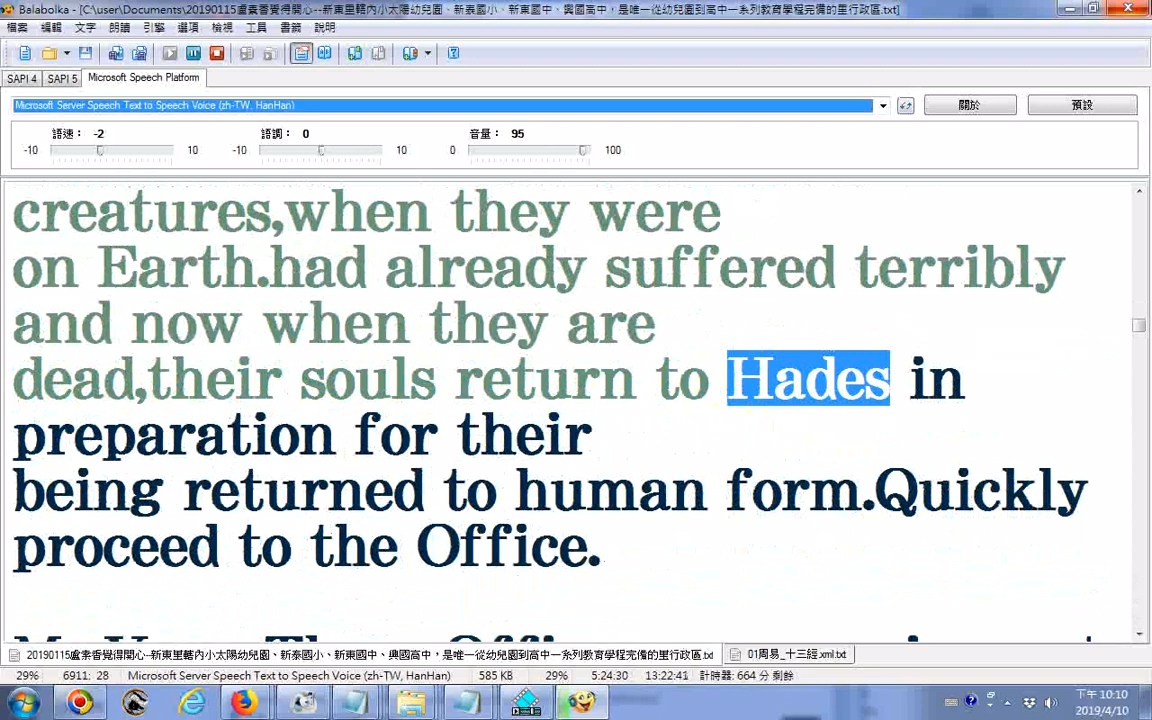 Balabolka - [C:\user\Documents\20190115盧素香覺得開心--新東里轄內小太陽幼兒園、新泰國小、新東國中、興國高中，是唯一從幼兒園到高中一系列教育學程完備的里行政區.txt]
檔案 編輯 文字 朗讀 引擎 選項 檢視 工具 書籤 說明
SAPI 4 SAPI 5 Microsoft Speech Platform
Microsoft Server Speech Text to Speech Voice (zh-TW, HanHan) 關於 預設
語速： -2 語調： 0 音量： 95
-10 10 -10 10 0 100
creatures,when they were
on Earth.had already suffered terribly
and now when they are
dead,their souls return to Hades in
preparation for their
being returned to human form.Quickly
proceed to the Office.
20190115盧素香覺得開心--新東里轄內小太陽幼兒園、新泰國小、新東國中、興國高中，是唯一從幼兒園到高中一系列教育學程完備的里行政區.txt 01周易_十三經.xml.txt
29% 6911: 28 Microsoft Server Speech Text to Speech Voice (zh-TW, HanHan) 585 KB 29% 5:24:30 13:22:41 計時器: 664 分 剩餘
下午 10:10
2019/4/10